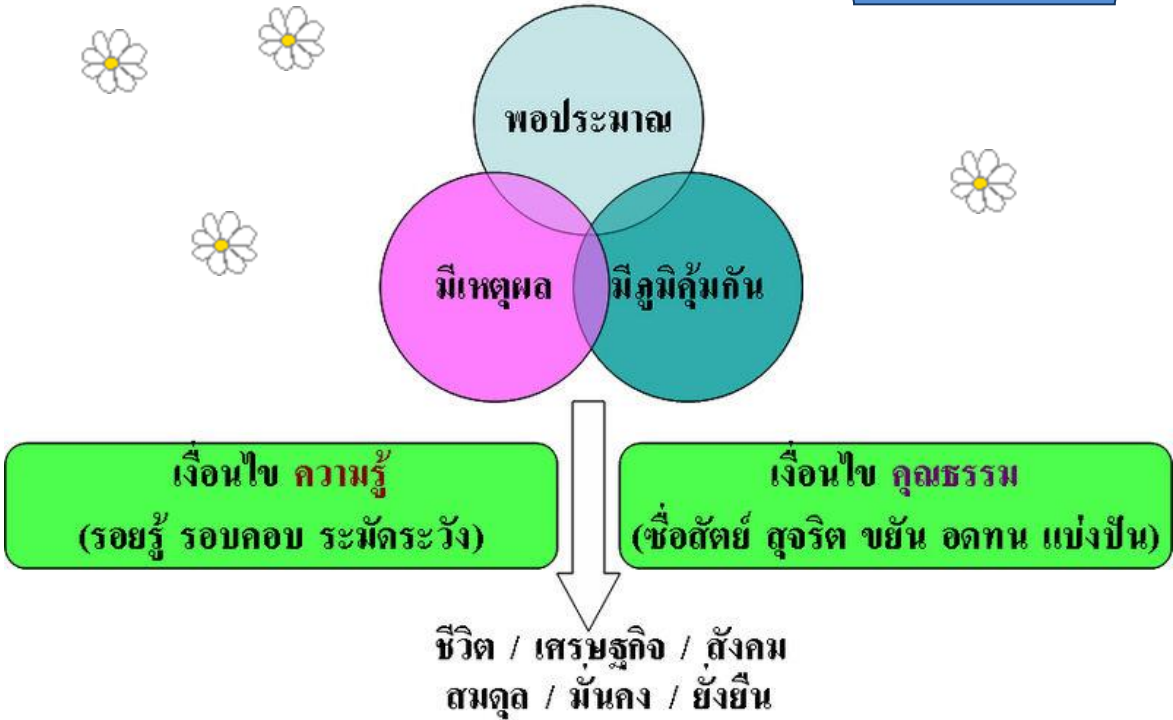 พอประมาณ
มีเหตุผล มีภูมิคุ้มกัน
เงื่อนไข ความรู้
(รอยรู้ รอบคอบ ระมัดระวัง)
เงื่อนไข คุณธรรม
(ซื่อสัตย์ สุจริต ขยัน อดทน แบ่งปัน)
ชีวิต / เศรษฐกิจ / สังคม
สมดุล / มั่นคง / ยั่งยืน